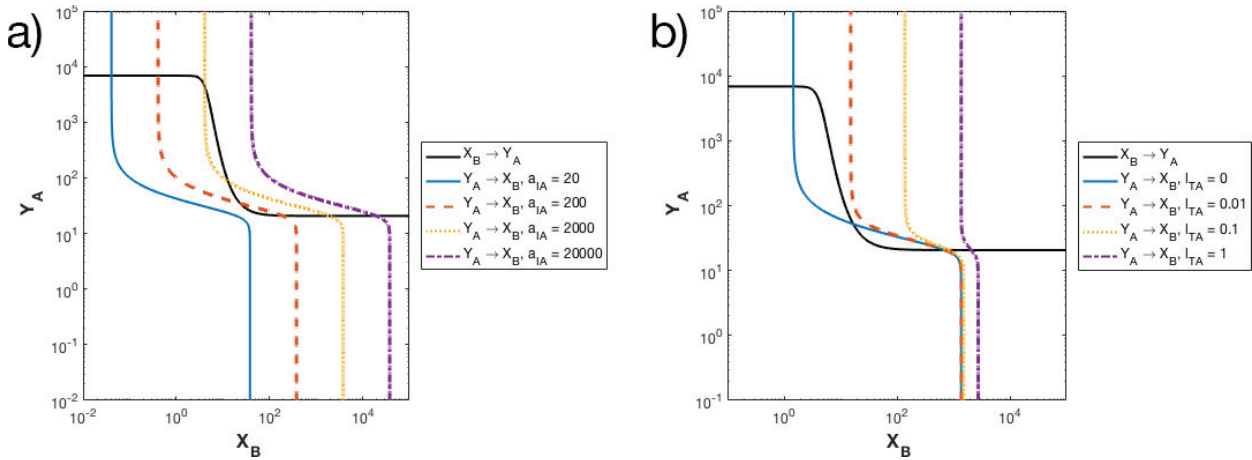 a)
10^5
10^4
10^3
10^2
10^1
10^0
10^-1
10^-2
Y_A
10^-2
10^0
10^2
10^4
X_B
X_B → Y_A
Y_A → X_B, a_IA = 20
Y_A → X_B, a_IA = 200
Y_A → X_B, a_IA = 2000
Y_A → X_B, a_IA = 20000
b)
10^5
10^4
10^3
10^2
10^1
10^0
10^-1
Y_A
10^0
10^2
10^4
X_B
X_B → Y_A
Y_A → X_B, I_TA = 0
Y_A → X_B, I_TA = 0.01
Y_A → X_B, I_TA = 0.1
Y_A → X_B, I_TA = 1